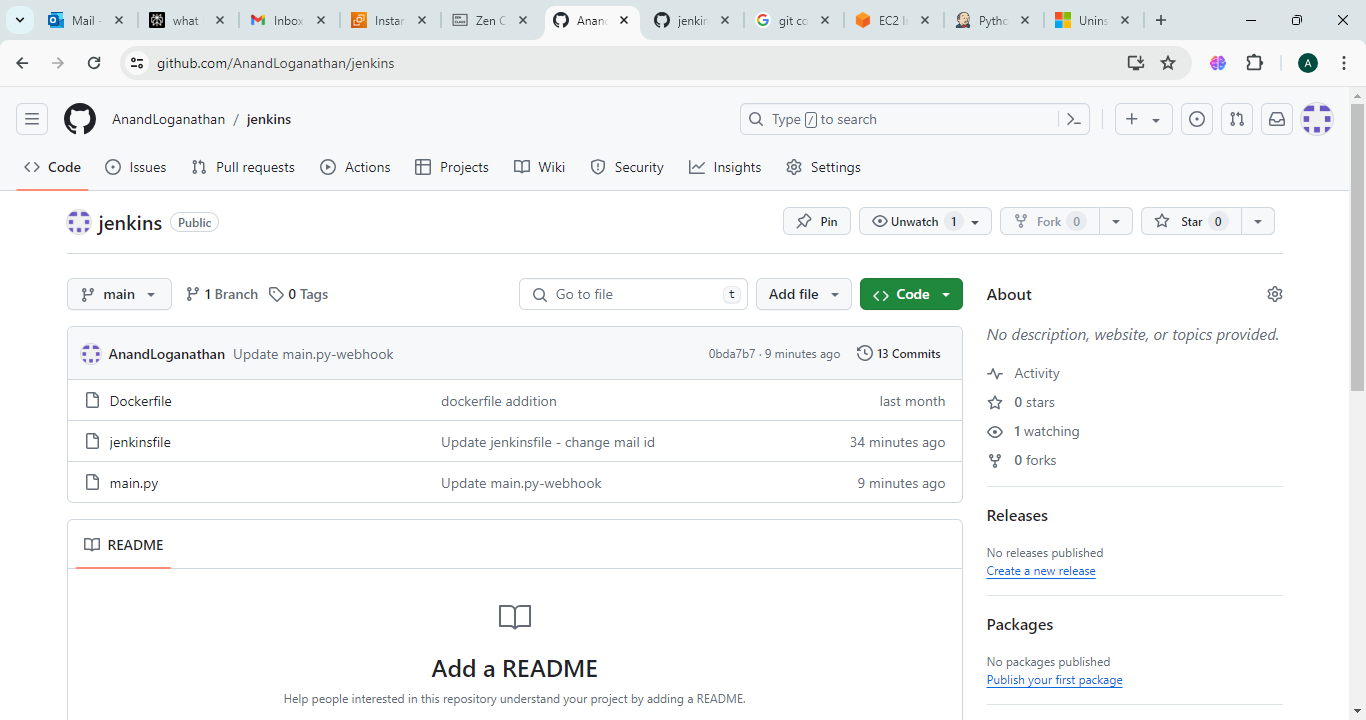 Mail -
what
Inbox
Instan
Zen C
Anand
jenkin
git co
EC2 In
Pytho
Unins
github.com/AnandLoganathan/jenkins
A
AnandLoganathan / jenkins
Type / to search
Code Issues Pull requests Actions Projects Wiki Security Insights Settings
jenkins Public
Pin Unwatch 1 Fork 0 Star 0
main 1 Branch 0 Tags Go to file t Add file Code
AnandLoganathan Update main.py-webhook 0bda7b7 · 9 minutes ago 13 Commits
Dockerfile dockerfile addition last month
jenkinsfile Update jenkinsfile - change mail id 34 minutes ago
main.py Update main.py-webhook 9 minutes ago
README
Add a README
Help people interested in this repository understand your project by adding a README.
About
No description, website, or topics provided.
Activity
0 stars
1 watching
0 forks
Releases
No releases published
Create a new release
Packages
No packages published
Publish your first package